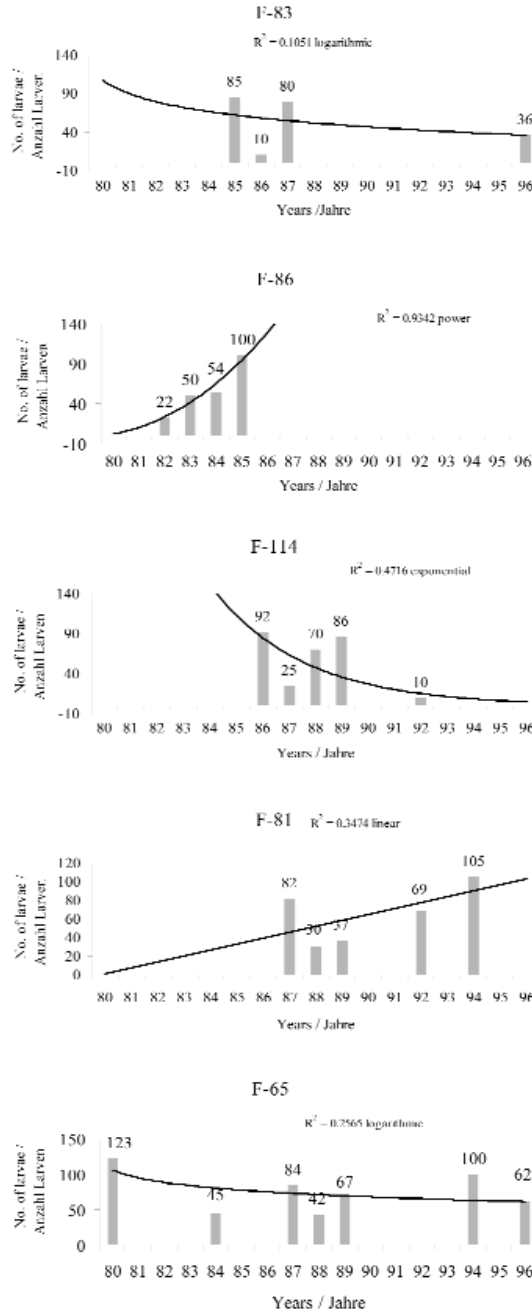 F-83
R² = 0.1051 logarithmic
No. of larvae /
Anzahl Larven
140
90
40
-10
85
10
80
36
80 81 82 83 84 85 86 87 88 89 90 91 92 93 94 95 96
Years /Jahre
F-86
R² = 0.9342 power
No. of larvae /
Anzahl Larven
140
90
40
-10
22
50
54
100
80 81 82 83 84 85 86 87 88 89 90 91 92 93 94 95 96
Years / Jahre
F-114
R² = 0.4716 exponential
No. of larvae /
Anzahl Larven
140
90
40
-10
92
25
70
86
10
80 81 82 83 84 85 86 87 88 89 90 91 92 93 94 95 96
Years / Jahre
F-81
R² = 0.3474 linear
No. of larvae /
Anzahl Larven
120
100
80
60
40
20
0
82
30
37
69
105
80 81 82 83 84 85 86 87 88 89 90 91 92 93 94 95 96
Years / Jahre
F-65
R² = 0.2565 logarithmic
No. of larvae /
Anzahl Larven
150
100
50
0
123
45
84
42
67
100
62
80 81 82 83 84 85 86 87 88 89 90 91 92 93 94 95 96
Years / Jahre